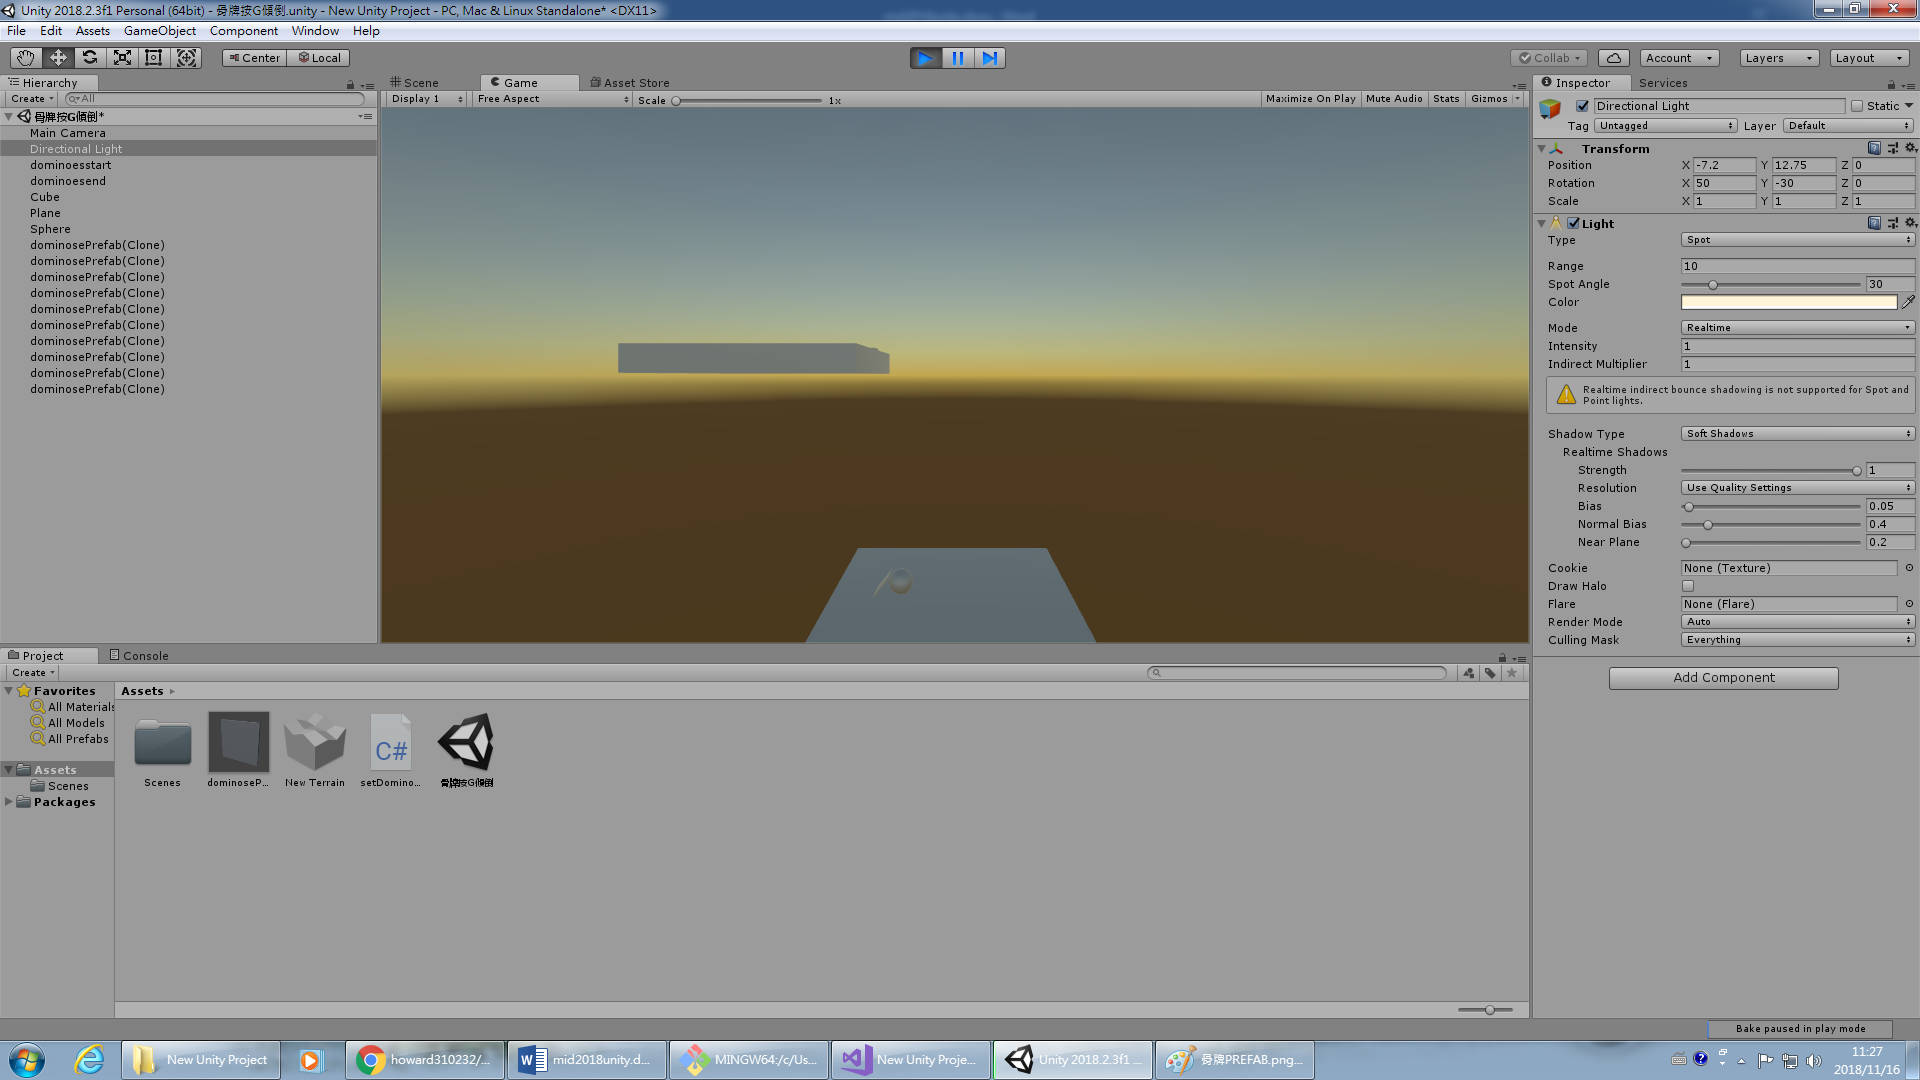 Unity 2018.2.3f1 Personal (64bit) - 骨牌按G傾倒.unity - New Unity Project - PC, Mac & Linux Standalone* <DX11>
File Edit Assets GameObject Component Window Help
Center Local Collab Account Layers Layout
Hierarchy
Create All
骨牌按G傾倒*
Main Camera
Directional Light
dominoesstart
dominoesend
Cube
Plane
Sphere
dominosePrefab(Clone)
dominosePrefab(Clone)
dominosePrefab(Clone)
dominosePrefab(Clone)
dominosePrefab(Clone)
dominosePrefab(Clone)
dominosePrefab(Clone)
dominosePrefab(Clone)
dominosePrefab(Clone)
dominosePrefab(Clone)
Scene Game Asset Store
Display 1 Free Aspect Scale 1x Maximize On Play Mute Audio Stats Gizmos
Inspector Services
Directional Light Static
Tag Untagged Layer Default
Transform
Position X -7.2 Y 12.75 Z 0
Rotation X 50 Y -30 Z 0
Scale X 1 Y 1 Z 1
Light
Type Spot
Range 10
Spot Angle 30
Color
Mode Realtime
Intensity 1
Indirect Multiplier 1
Realtime indirect bounce shadowing is not supported for Spot and
Point lights.
Shadow Type Soft Shadows
Realtime Shadows
Strength 1
Resolution Use Quality Settings
Bias 0.05
Normal Bias 0.4
Near Plane 0.2
Cookie None (Texture)
Draw Halo
Flare None (Flare)
Render Mode Auto
Culling Mask Everything
Add Component
Project Console
Create
Favorites
All Materials
All Models
All Prefabs
Assets
Scenes
Packages
Assets
Scenes dominoseP... New Terrain C# setDomino... 骨牌按G傾倒
Bake paused in play mode
New Unity Project howard310232/... mid2018unity.d... MINGW64:/c/Us... New Unity Proje... Unity 2018.2.3f1 ... 骨牌PREFAB.png...
11:27
2018/11/16